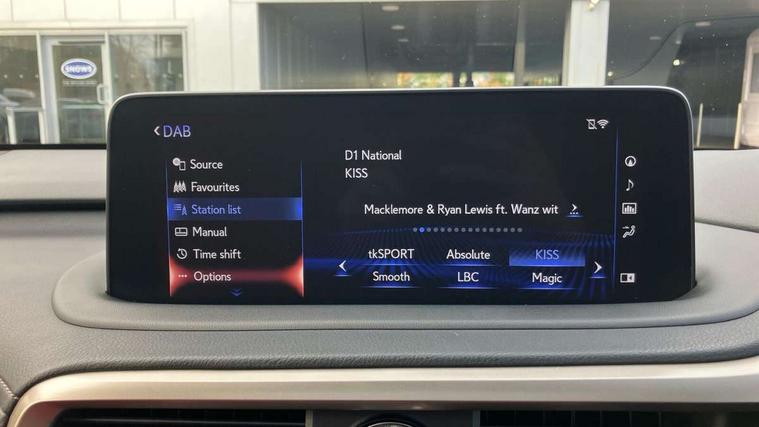 SNOWS
DAB
Source
Favourites
Station list
Manual
Time shift
Options
D1 National
KISS
Macklemore & Ryan Lewis ft. Wanz wit
tkSPORT Absolute KISS
Smooth LBC Magic